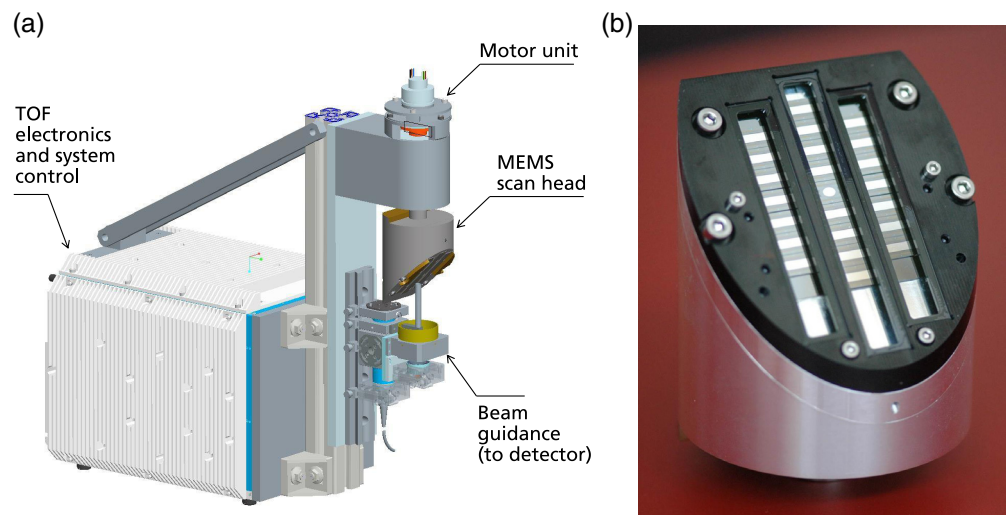 (a)
Motor unit
TOF
electronics
and system
control
MEMS
scan head
Beam
guidance
(to detector)
(b)